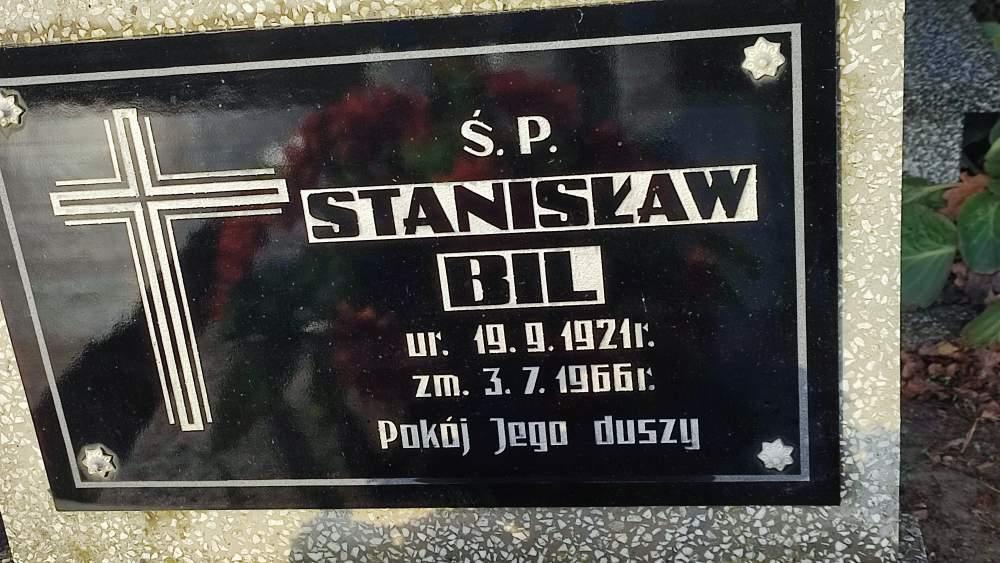 Ś. P.
STANISŁAW
BIL
ur. 19. 9. 1921r.
zm. 3. 7. 1966r.
Pokój Jego duszy